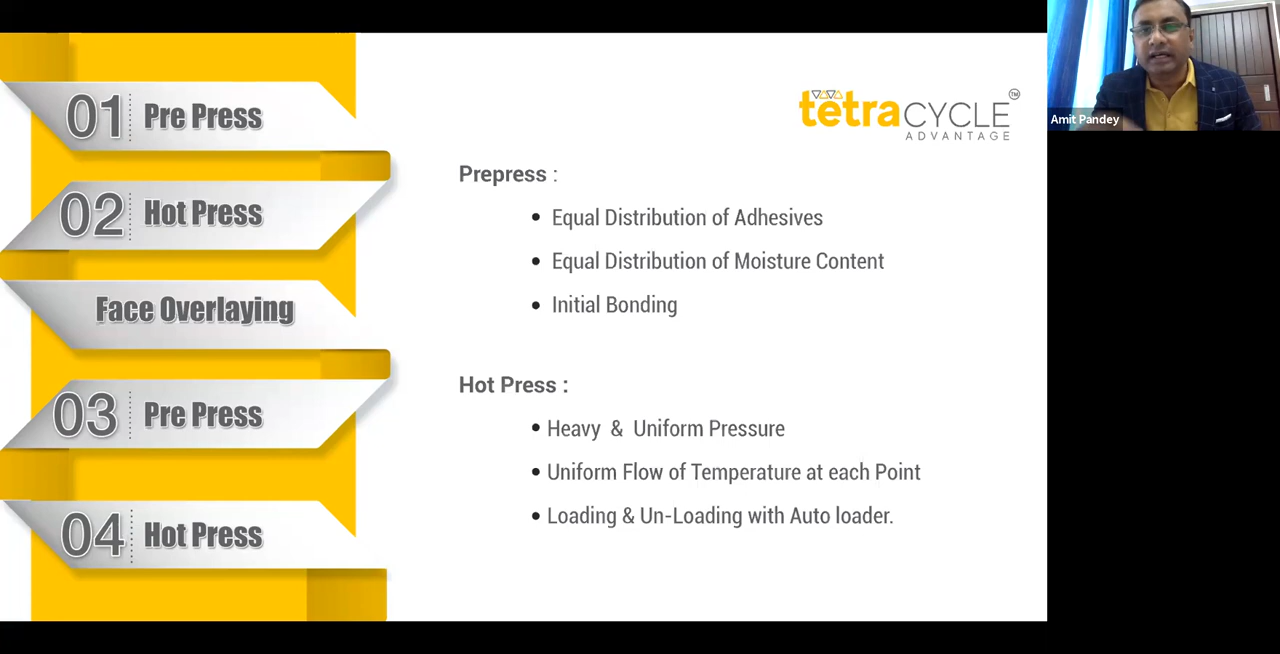 01 Pre Press
02 Hot Press
Face Overlaying
03 Pre Press
04 Hot Press
tetraCYCLE TM
ADVANTAGE
Prepress :
• Equal Distribution of Adhesives
• Equal Distribution of Moisture Content
• Initial Bonding
Hot Press :
• Heavy & Uniform Pressure
• Uniform Flow of Temperature at each Point
• Loading & Un-Loading with Auto loader.
Amit Pandey